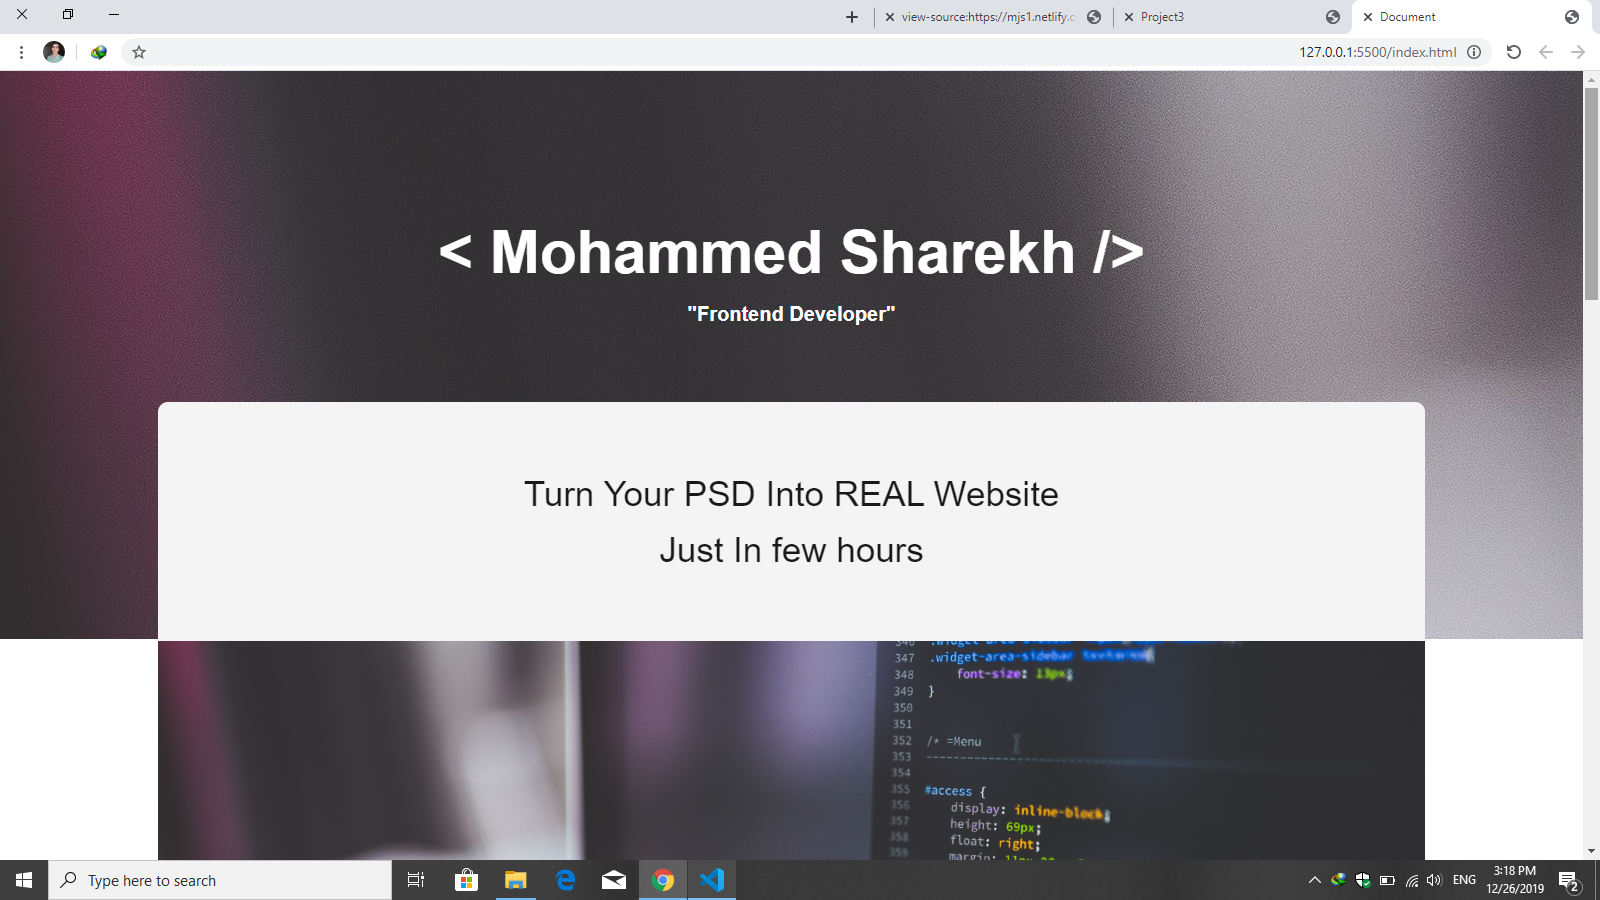 view-source:https://mjs1.netlify.c
Project3
Document
127.0.0.1:5500/index.html
< Mohammed Sharekh />
"Frontend Developer"
Turn Your PSD Into REAL Website
Just In few hours
346
347 .widget-area-sidebar
348 font-size: 13px;
349 }
350
351
352 /* =Menu
353 --------------------
354
355 #access {
356 display: inline-block;
357 height: 69px;
358 float: right;
359 margin: 11px
Type here to search
ENG
3:18 PM
12/26/2019
2